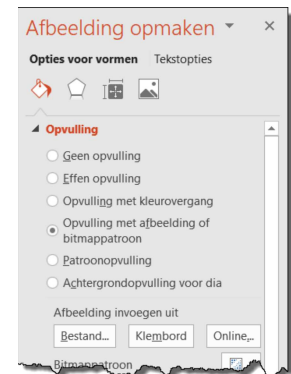 Afbeelding opmaken
Opties voor vormen Tekstopties
Opvulling
Geen opvulling
Effen opvulling
Opvulling met kleurovergang
Opvulling met afbeelding of
bitmappatroon
Patroonopvulling
Achtergrondopvulling voor dia
Afbeelding invoegen uit
Bestand... Klembord Online...
Bitmappatroon